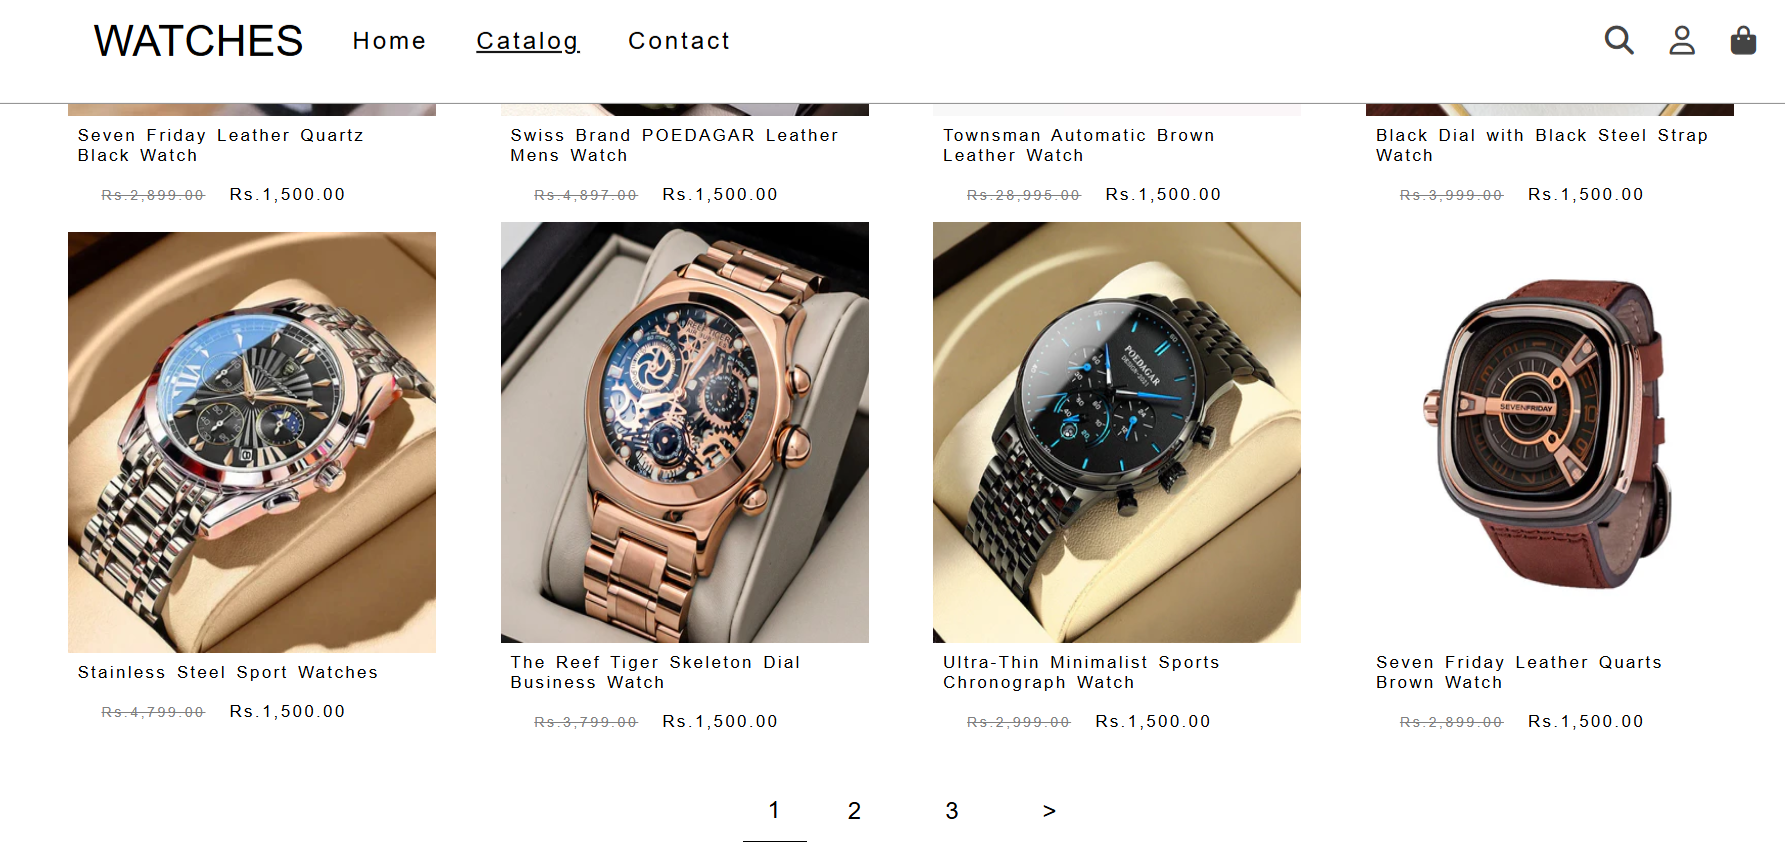 WATCHES Home Catalog Contact
Seven Friday Leather Quartz
Black Watch
Rs.2,899.00 Rs.1,500.00
Swiss Brand POEDAGAR Leather
Mens Watch
Rs.4,897.00 Rs.1,500.00
Townsman Automatic Brown
Leather Watch
Rs.28,995.00 Rs.1,500.00
Black Dial with Black Steel Strap
Watch
Rs.3,999.00 Rs.1,500.00
REEF TIGER
POEDAGAR
SEVENFRIDAY
Stainless Steel Sport Watches
Rs.4,799.00 Rs.1,500.00
The Reef Tiger Skeleton Dial
Business Watch
Rs.3,799.00 Rs.1,500.00
Ultra-Thin Minimalist Sports
Chronograph Watch
Rs.2,999.00 Rs.1,500.00
Seven Friday Leather Quarts
Brown Watch
Rs.2,899.00 Rs.1,500.00
1 2 3 >